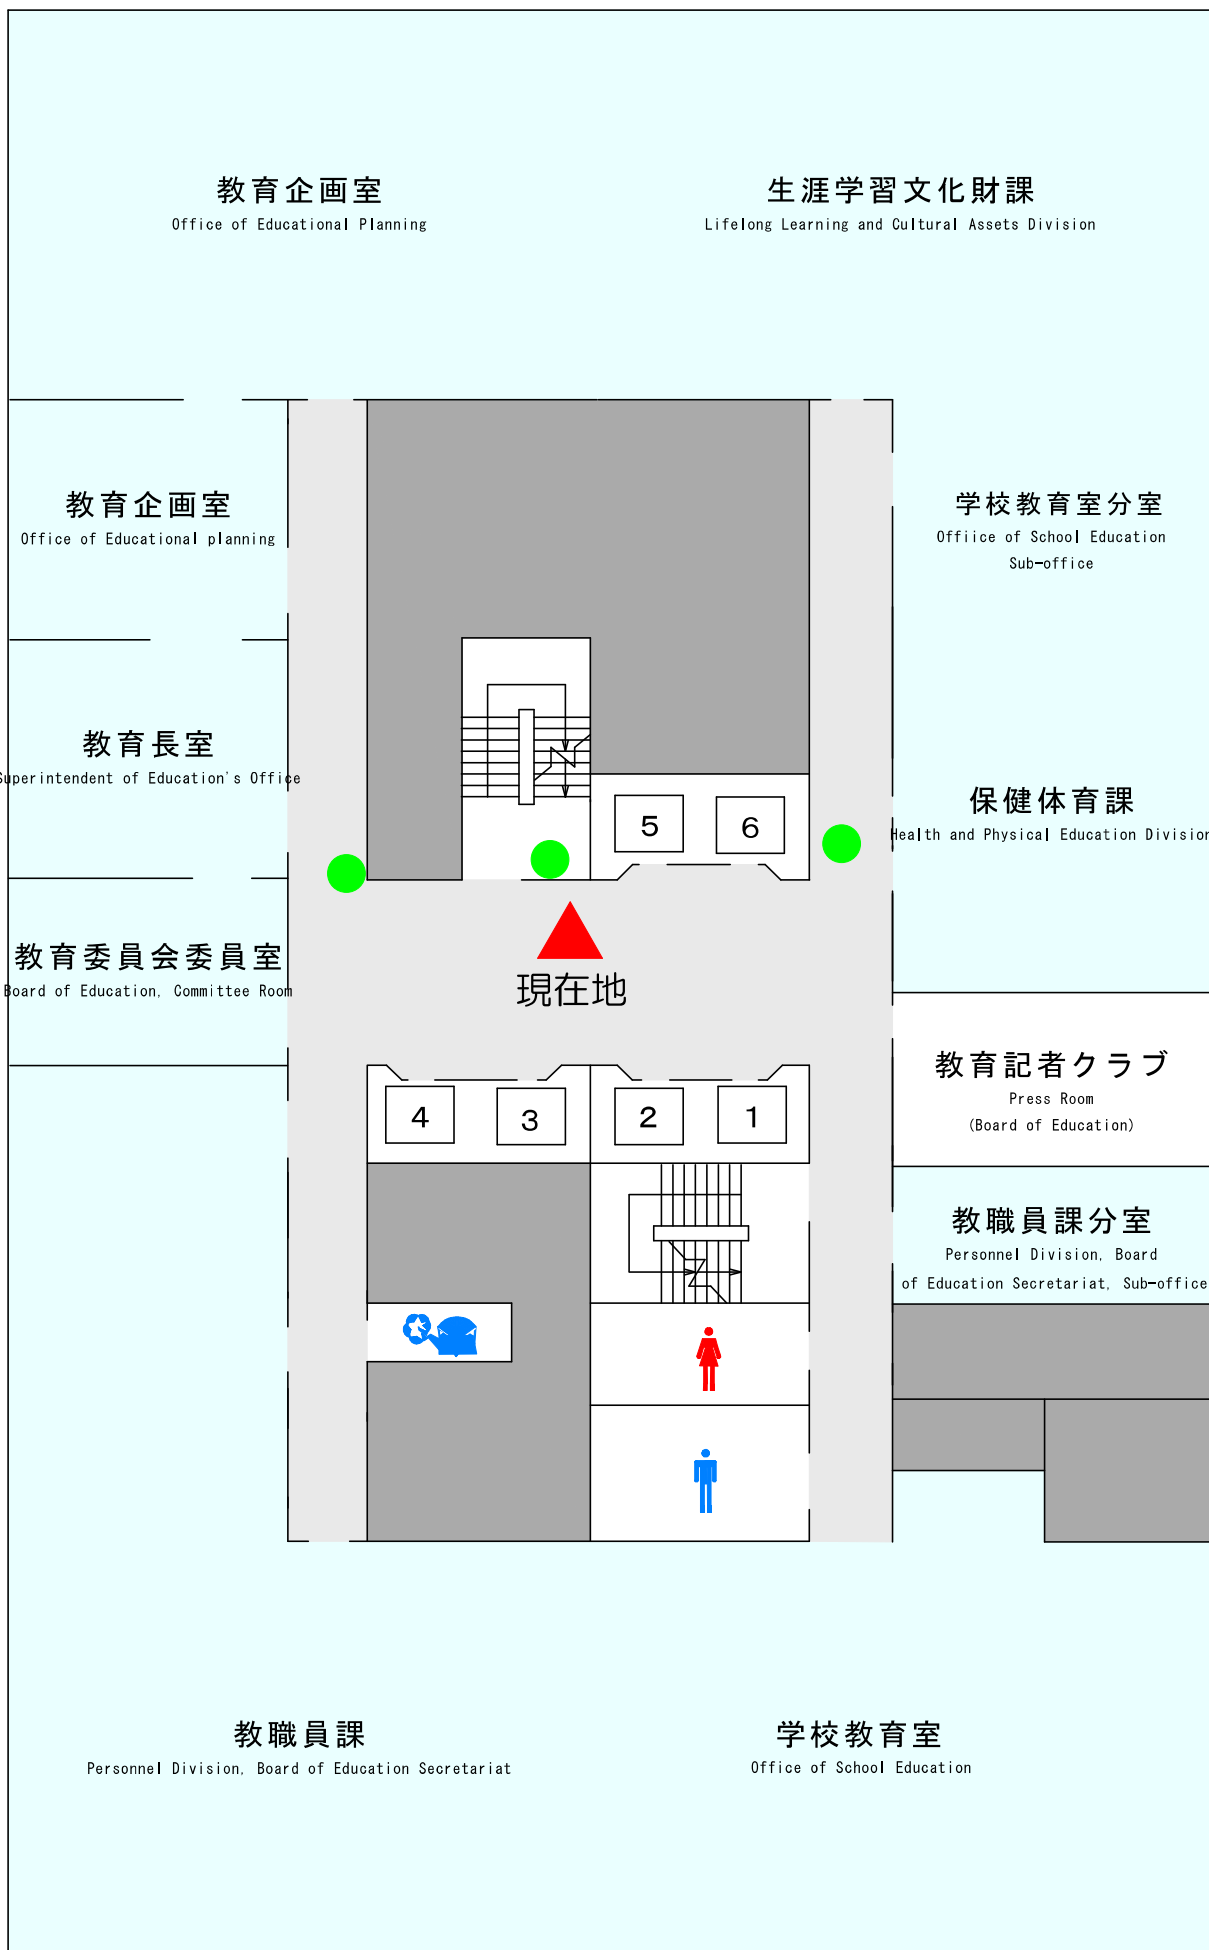 教育企画室
Office of Educational Planning
生涯学習文化財課
Lifelong Learning and Cultural Assets Division
教育企画室
Office of Educational planning
学校教育室分室
Offiice of School Education
Sub-office
教育長室
Superintendent of Education's Office
5
6
保健体育課
Health and Physical Education Division
教育委員会委員室
Board of Education, Committee Room
現在地
教育記者クラブ
Press Room
(Board of Education)
4
3
2
1
教職員課分室
Personnel Division, Board
of Education Secretariat, Sub-office
教職員課
Personnel Division, Board of Education Secretariat
学校教育室
Office of School Education